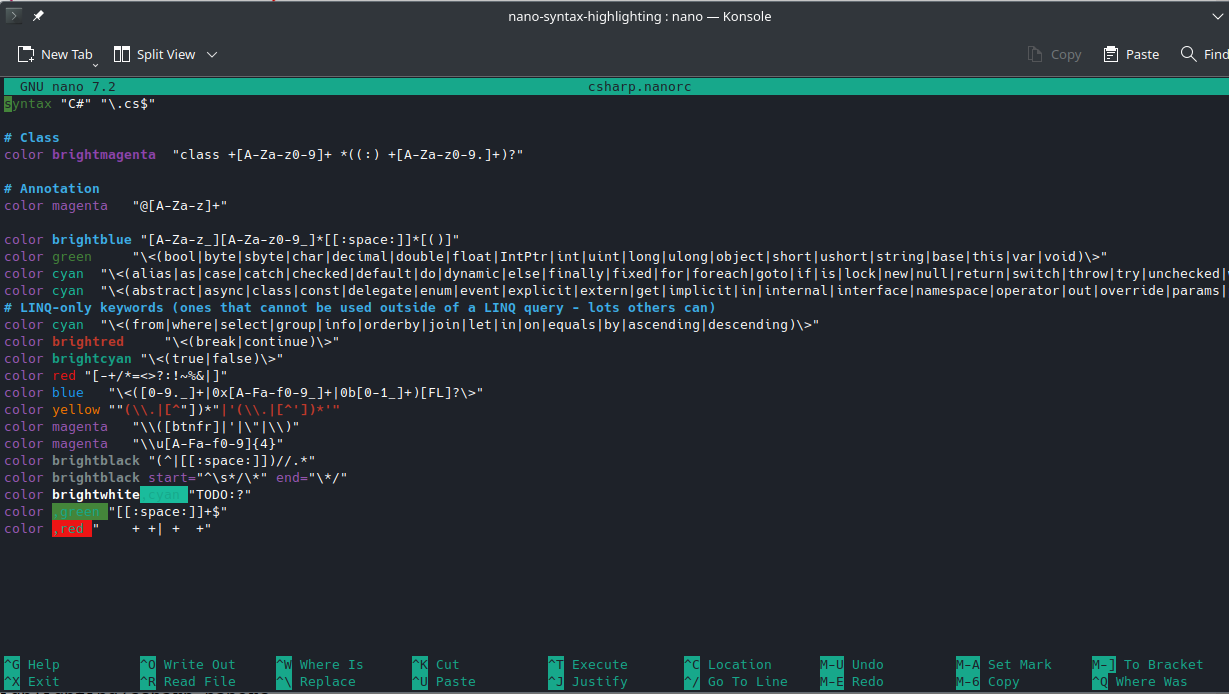 nano-syntax-highlighting : nano — Konsole
New Tab Split View Copy Paste Find
GNU nano 7.2 csharp.nanorc
syntax "C#" "\.cs$"
# Class
color brightmagenta "class +[A-Za-z0-9]+ *((:) +[A-Za-z0-9.]+)?"
# Annotation
color magenta "@[A-Za-z]+"
color brightblue "[A-Za-z_][A-Za-z0-9_]*[[:space:]]*[()]"
color green "\<(bool|byte|sbyte|char|decimal|double|float|IntPtr|int|uint|long|ulong|object|short|ushort|string|base|this|var|void)\>"
color cyan "\<(alias|as|case|catch|checked|default|do|dynamic|else|finally|fixed|for|foreach|goto|if|is|lock|new|null|return|switch|throw|try|unchecked|
color cyan "\<(abstract|async|class|const|delegate|enum|event|explicit|extern|get|implicit|in|internal|interface|namespace|operator|out|override|params|
# LINQ-only keywords (ones that cannot be used outside of a LINQ query - lots others can)
color cyan "\<(from|where|select|group|info|orderby|join|let|in|on|equals|by|ascending|descending)\>"
color brightred "\<(break|continue)\>"
color brightcyan "\<(true|false)\>"
color red "[-+/*=<>?:!~%&|]"
color blue "\<([0-9._]+|0x[A-Fa-f0-9_]+|0b[0-1_]+)[FL]?\>"
color yellow ""(\\.|[^"])*"|'(\\.|[^'])*'"
color magenta "\\([btnfr]|'|\"|\\)"
color magenta "\\u[A-Fa-f0-9]{4}"
color brightblack "(^|[[:space:]])//.*"
color brightblack start="^\s*/\*" end="\*/"
color brightwhite,cyan "TODO:?"
color ,green "[[:space:]]+$"
color ,red "    + +| +  +"
^G Help ^O Write Out ^W Where Is ^K Cut ^T Execute ^C Location M-U Undo M-A Set Mark M-] To Bracket
^X Exit ^R Read File ^\ Replace ^U Paste ^J Justify ^/ Go To Line M-E Redo M-6 Copy ^Q Where Was